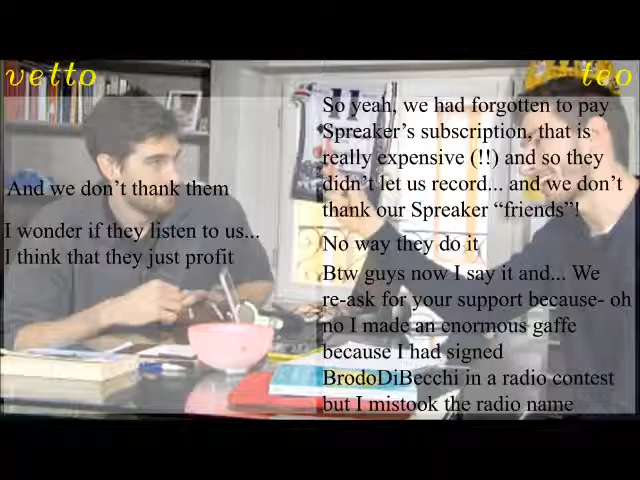 vetto
teo
So yeah, we had forgotten to pay
Spreaker's subscription, that is
really expensive (!!) and so they
didn't let us record... and we don't
thank our Spreaker “friends”!
And we don't thank them
I wonder if they listen to us...
I think that they just profit
No way they do it
Btw guys now I say it and... We
re-ask for your support because- oh
no I made an enormous gaffe
because I had signed
BrodoDiBecchi in a radio contest
but I mistook the radio name